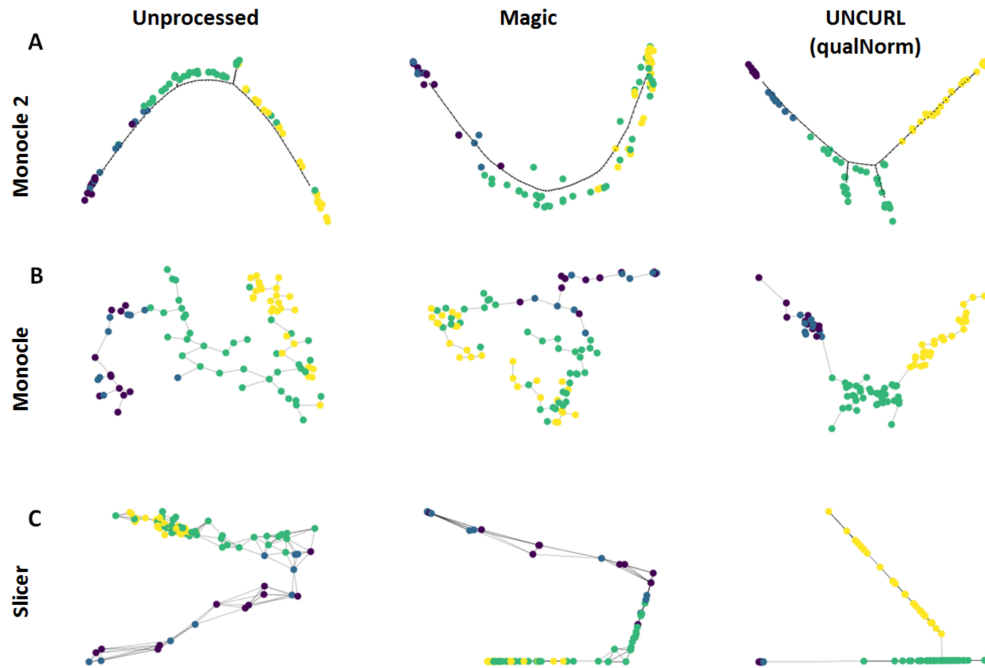 Unprocessed
Magic
UNCURL
(qualNorm)
A
Monocle 2
B
Monocle
C
Slicer